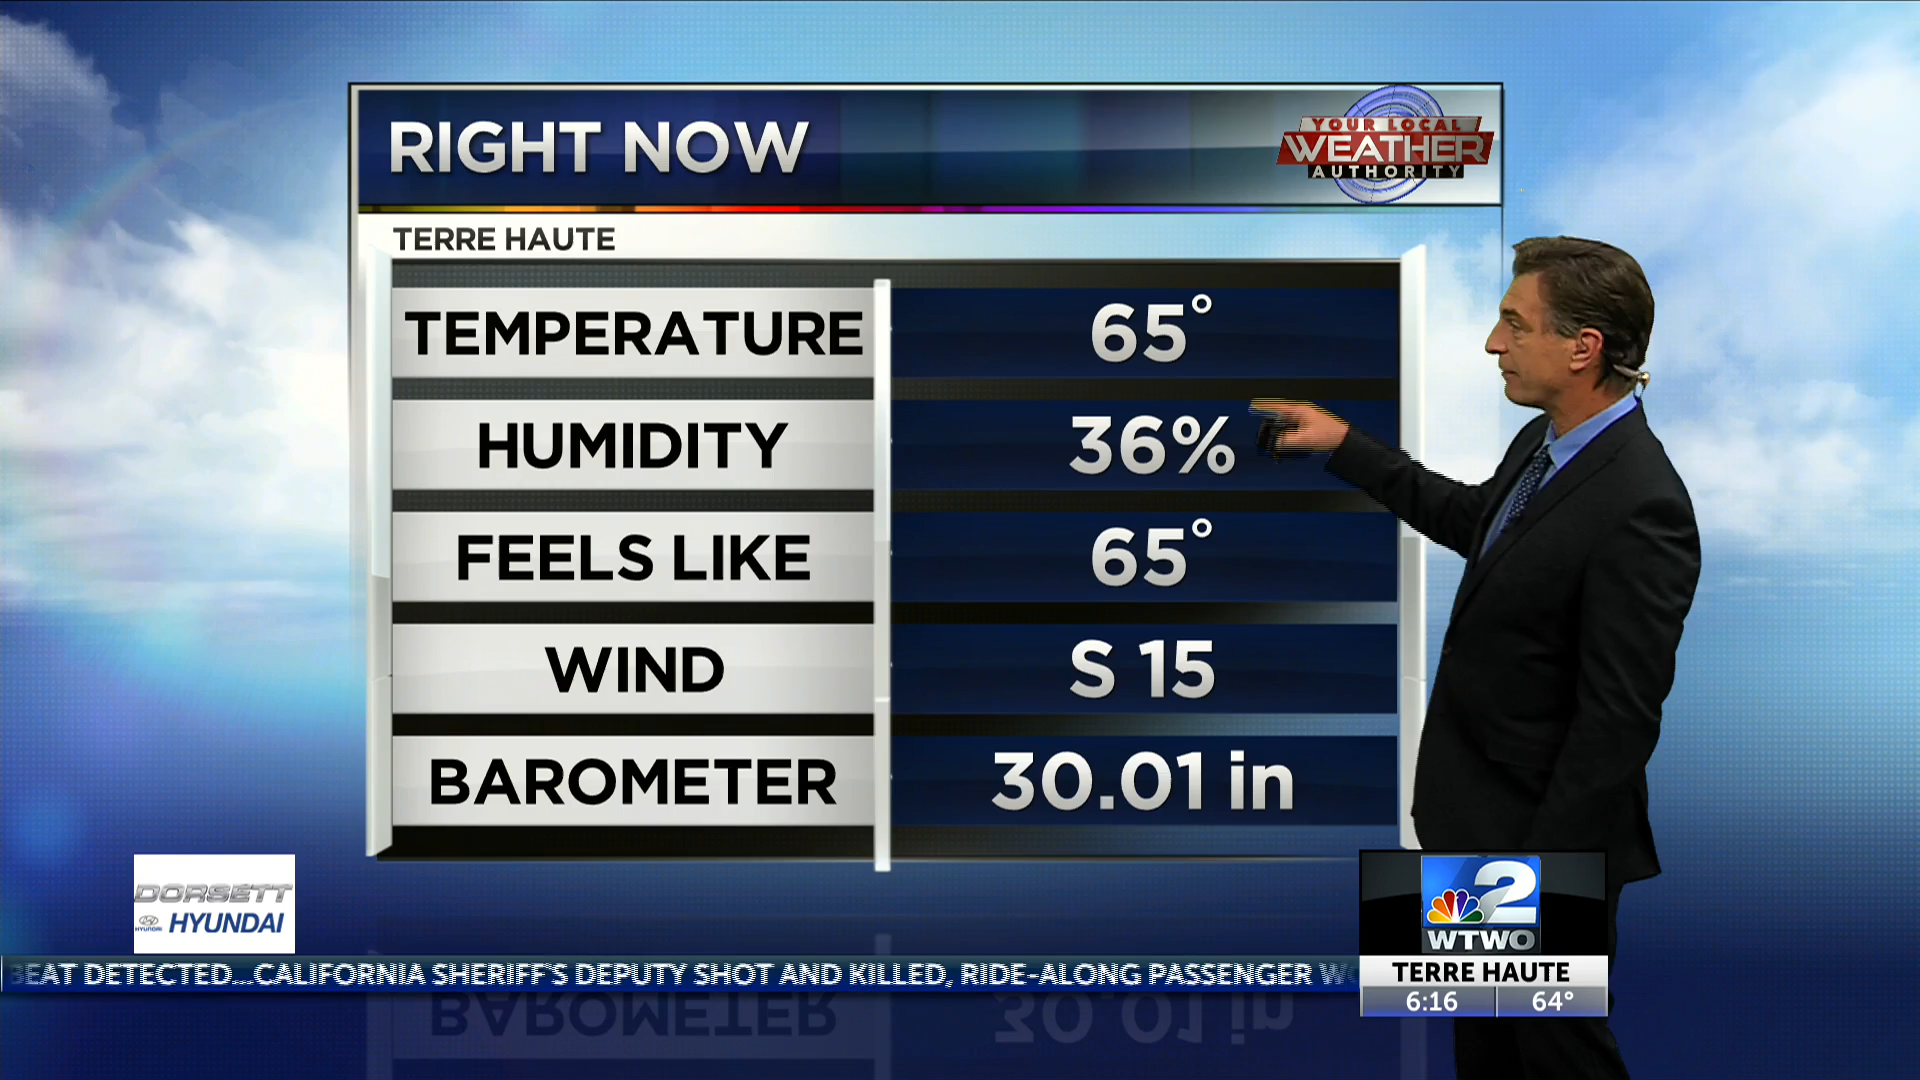 RIGHT NOW
YOUR LOCAL
WEATHER
AUTHORITY
TERRE HAUTE
TEMPERATURE 65°
HUMIDITY 36%
FEELS LIKE 65°
WIND S 15
BAROMETER 30.01 in
DORSETT
HYUNDAI HYUNDAI
2
WTWO
BEAT DETECTED...CALIFORNIA SHERIFF'S DEPUTY SHOT AND KILLED, RIDE-ALONG PASSENGER
TERRE HAUTE
6:16 64°